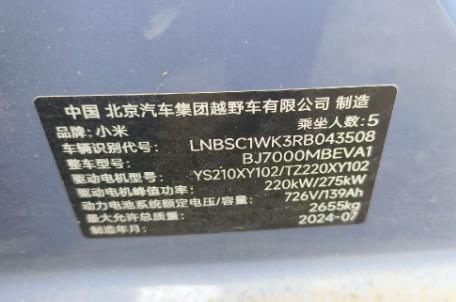 中国 北京汽车集团越野车有限公司 制造
品牌: 小米 乘坐人数: 5
车辆识别代号: LNBSC1WK3RB043508
整车型号: BJ7000MBEVA1
驱动电机型号: YS210XY102/TZ220XY102
驱动电机峰值功率: 220kW/275kW
动力电池系统额定电压/容量: 726V/139Ah
最大允许总质量: 2655kg
制造年月: 2024-07